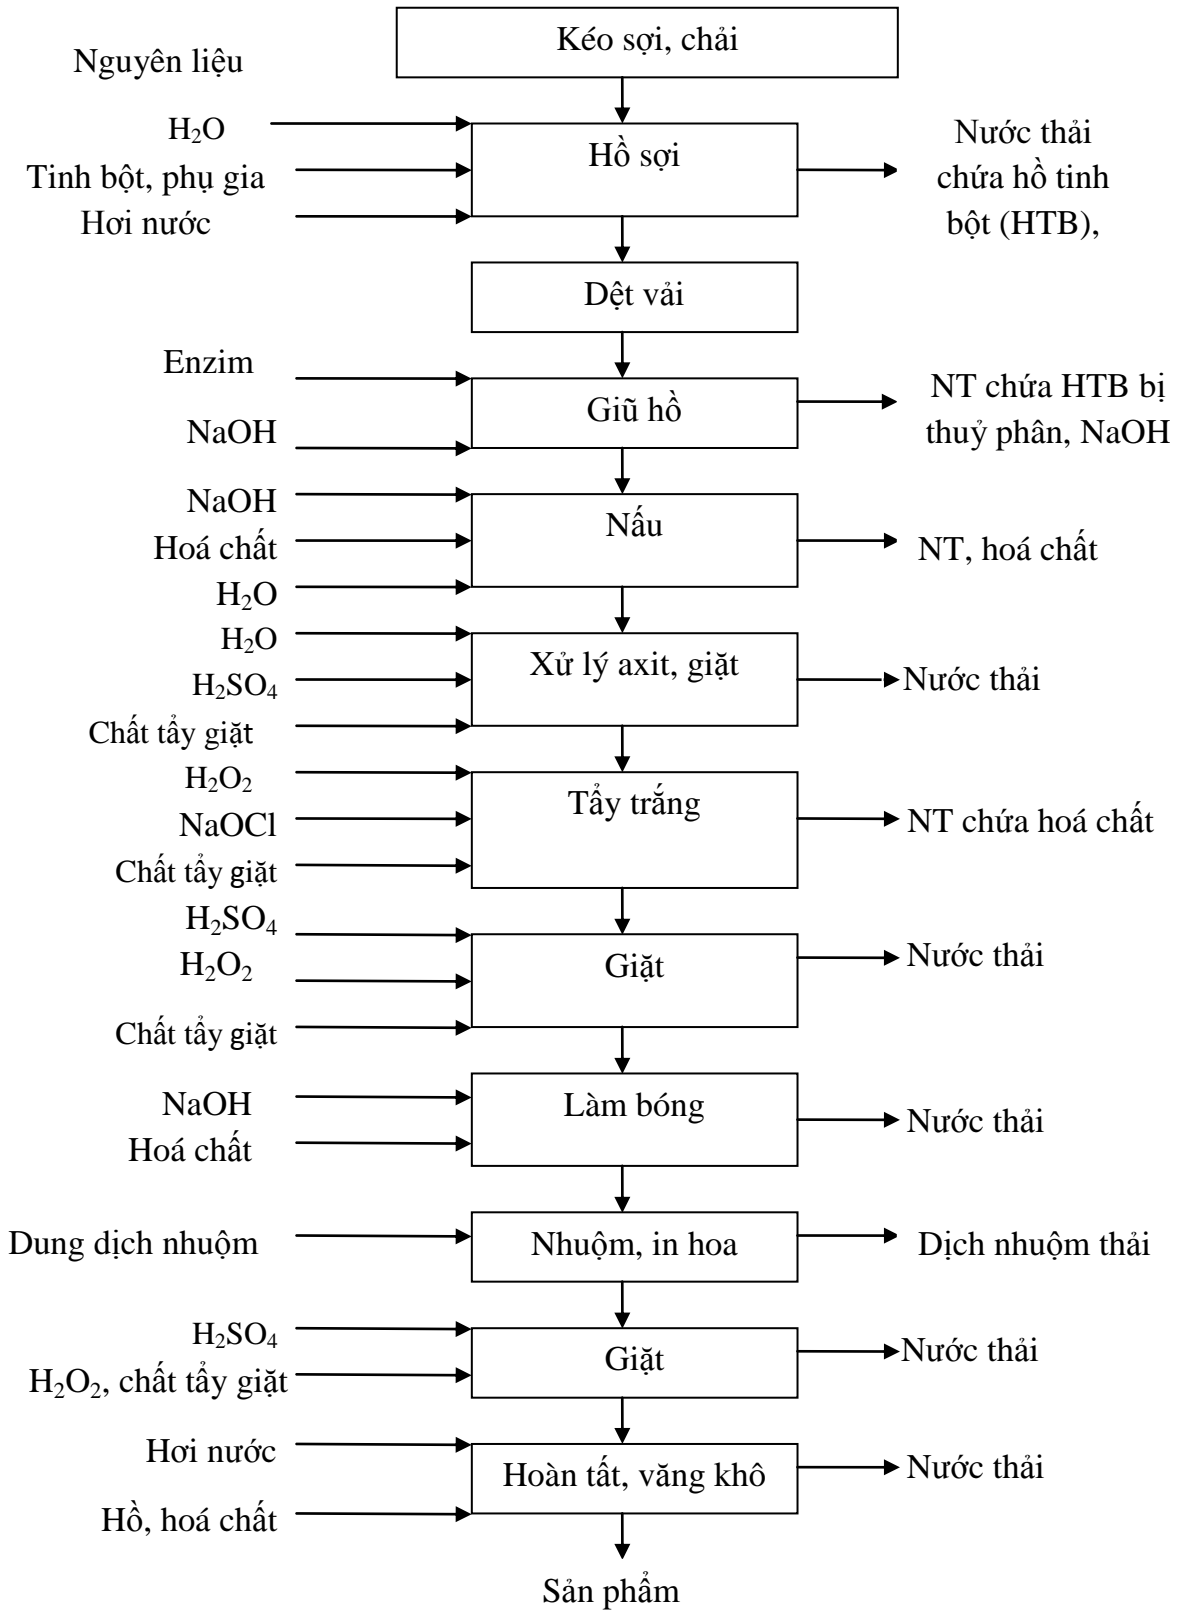 Kéo sợi, chải
Nguyên liệu
H₂O
Tinh bột, phụ gia
Hơi nước
Hồ sợi
Nước thải
chứa hồ tinh
bột (HTB),
Dệt vải
Enzim
NaOH
Giũ hồ
NT chứa HTB bị
thuỷ phân, NaOH
NaOH
Hoá chất
H₂O
Nấu
NT, hoá chất
H₂O
H₂SO₄
Chất tẩy giặt
Xử lý axit, giặt
Nước thải
H₂O₂
NaOCl
Chất tẩy giặt
Tẩy trắng
NT chứa hoá chất
H₂SO₄
H₂O₂
Chất tẩy giặt
Giặt
Nước thải
NaOH
Hoá chất
Làm bóng
Nước thải
Dung dịch nhuộm
Nhuộm, in hoa
Dịch nhuộm thải
H₂SO₄
H₂O₂, chất tẩy giặt
Giặt
Nước thải
Hơi nước
Hồ, hoá chất
Hoàn tất, văng khô
Nước thải
Sản phẩm